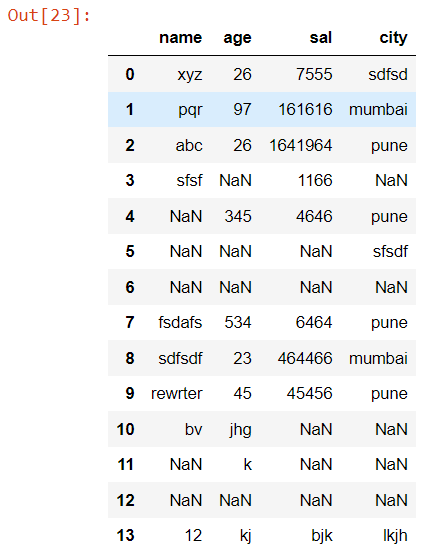 Out[23]:
name age sal city
0 xyz 26 7555 sdfsd
1 pqr 97 161616 mumbai
2 abc 26 1641964 pune
3 sfsf NaN 1166 NaN
4 NaN 345 4646 pune
5 NaN NaN NaN sfsdf
6 NaN NaN NaN NaN
7 fsdafs 534 6464 pune
8 sdfsdf 23 464466 mumbai
9 rewrter 45 45456 pune
10 bv jhg NaN NaN
11 NaN k NaN NaN
12 NaN NaN NaN NaN
13 12 kj bjk lkjh